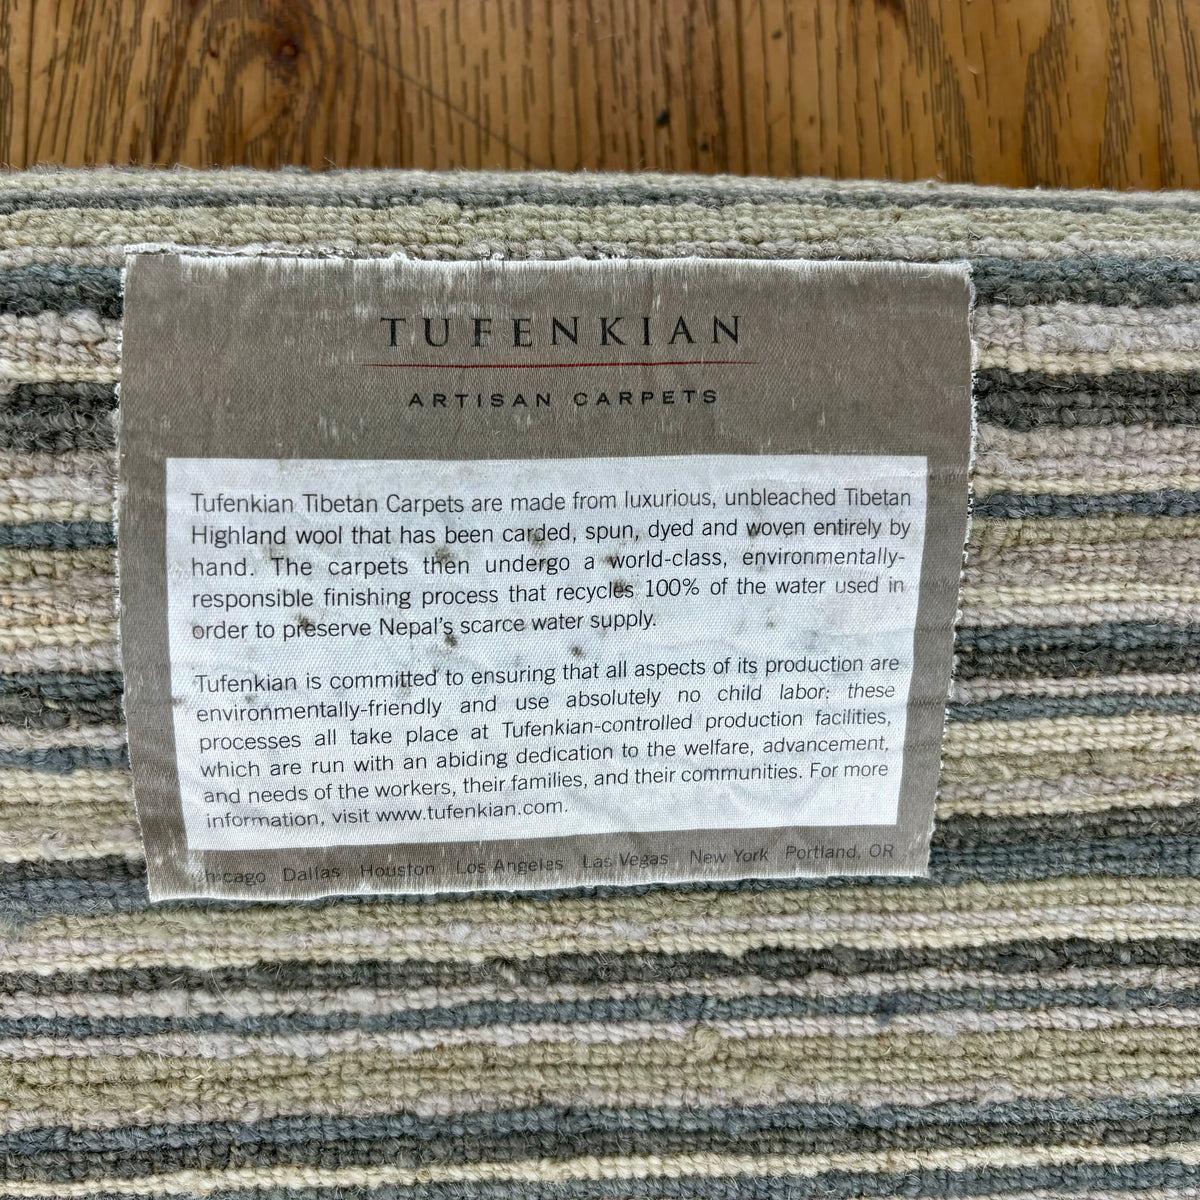 TUFENKIAN
ARTISAN CARPETS
Tufenkian Tibetan Carpets are made from luxurious, unbleached Tibetan
Highland wool that has been carded, spun, dyed and woven entirely by
hand. The carpets then undergo a world-class, environmentally-
responsible finishing process that recycles 100% of the water used in
order to preserve Nepal's scarce water supply.
Tufenkian is committed to ensuring that all aspects of its production are
environmentally-friendly and use absolutely no child labor: these
processes all take place at Tufenkian-controlled production facilities,
which are run with an abiding dedication to the welfare, advancement,
and needs of the workers, their families, and their communities. For more
information, visit www.tufenkian.com.
Chicago Dallas Houston Los Angeles Las Vegas New York Portland, OR